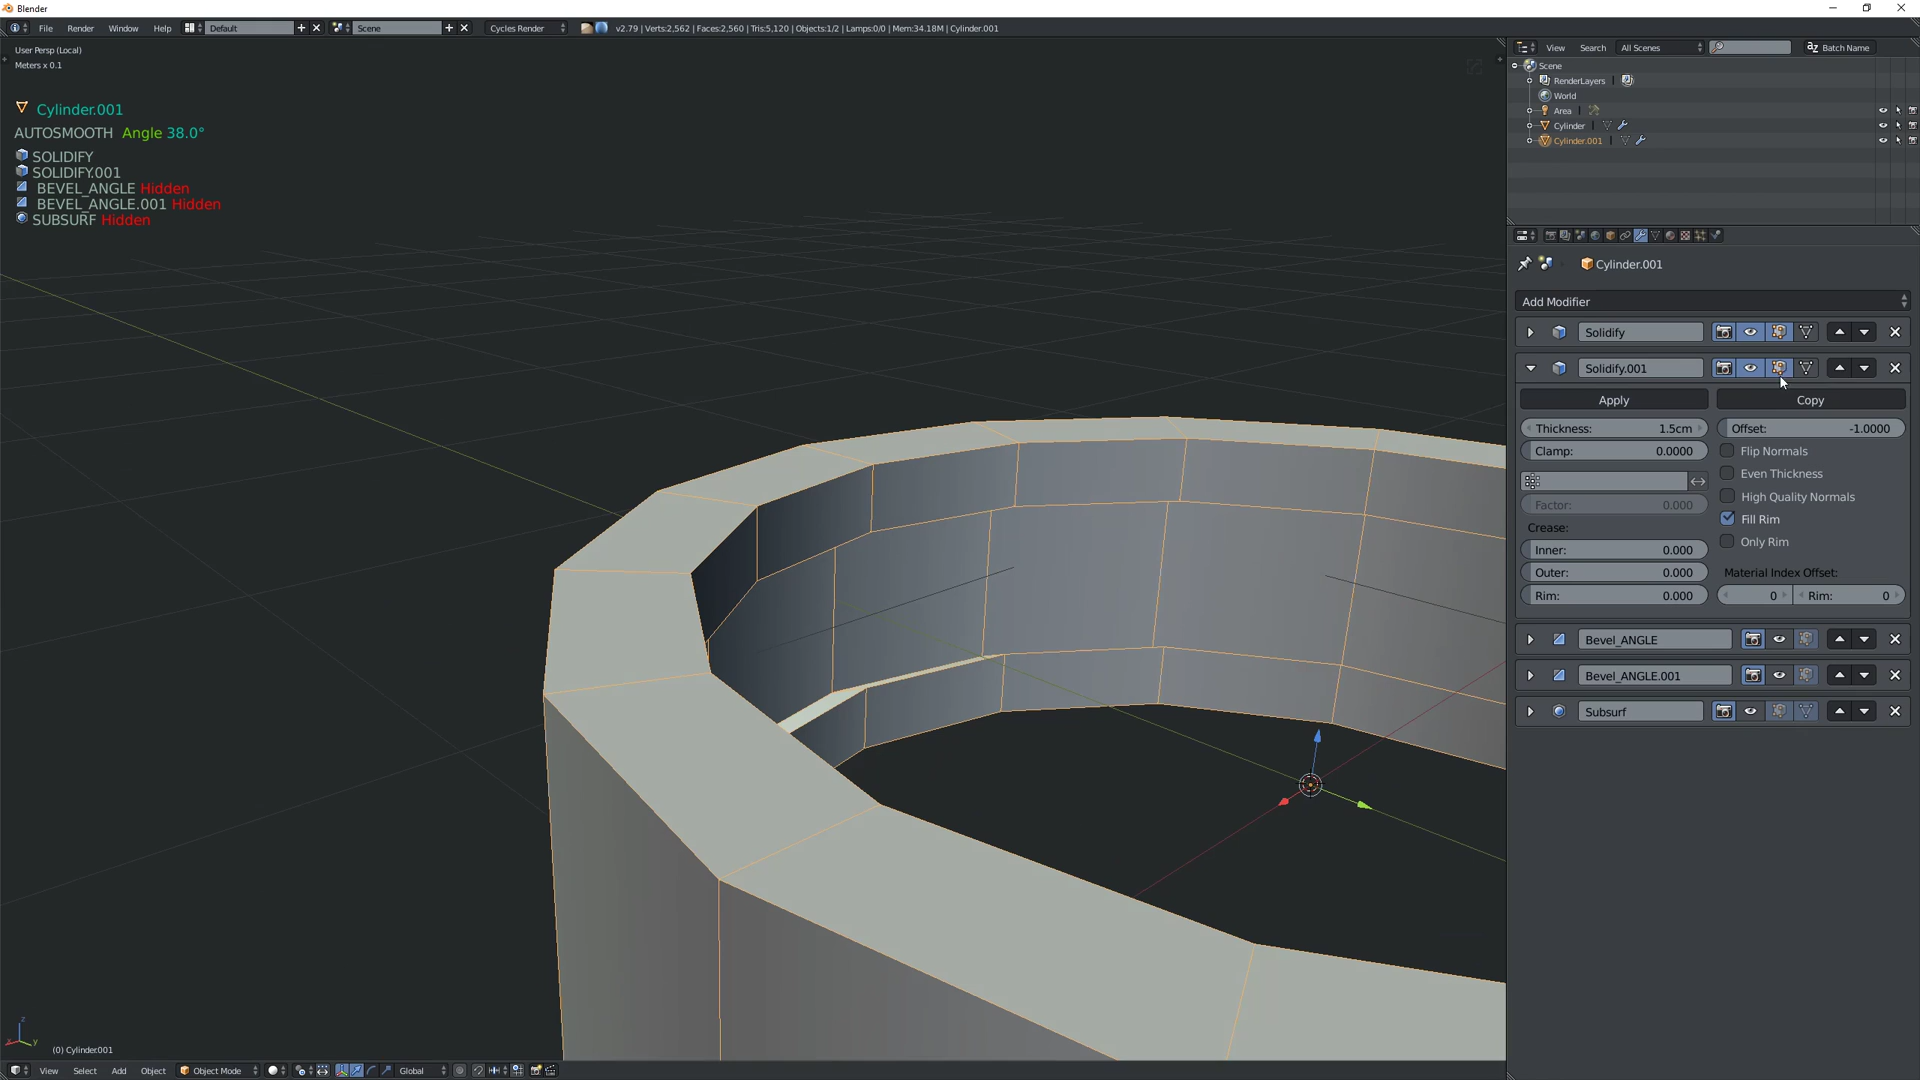 Blender
File Render Window Help Default Scene Cycles Render v2.79 | Verts:2,562 | Faces:2,560 | Tris:5,120 | Objects:1/2 | Lamps:0/0 | Mem:34.18M | Cylinder.001
User Persp (Local)
Meters x 0.1
Cylinder.001
AUTOSMOOTH Angle 38.0°
SOLIDIFY
SOLIDIFY.001
BEVEL_ANGLE Hidden
BEVEL_ANGLE.001 Hidden
SUBSURF Hidden
z
x y
(0) Cylinder.001
View Select Add Object Object Mode Global
View Search All Scenes Batch Name
Scene
RenderLayers
World
Area
Cylinder
Cylinder.001
Cylinder.001
Add Modifier
Solidify
Solidify.001
Apply Copy
Thickness: 1.5cm Offset: -1.0000
Clamp: 0.0000 Flip Normals
Even Thickness
Factor: 0.000 High Quality Normals
Crease: Fill Rim
Inner: 0.000 Only Rim
Outer: 0.000 Material Index Offset:
Rim: 0.000 0 Rim: 0
Bevel_ANGLE
Bevel_ANGLE.001
Subsurf